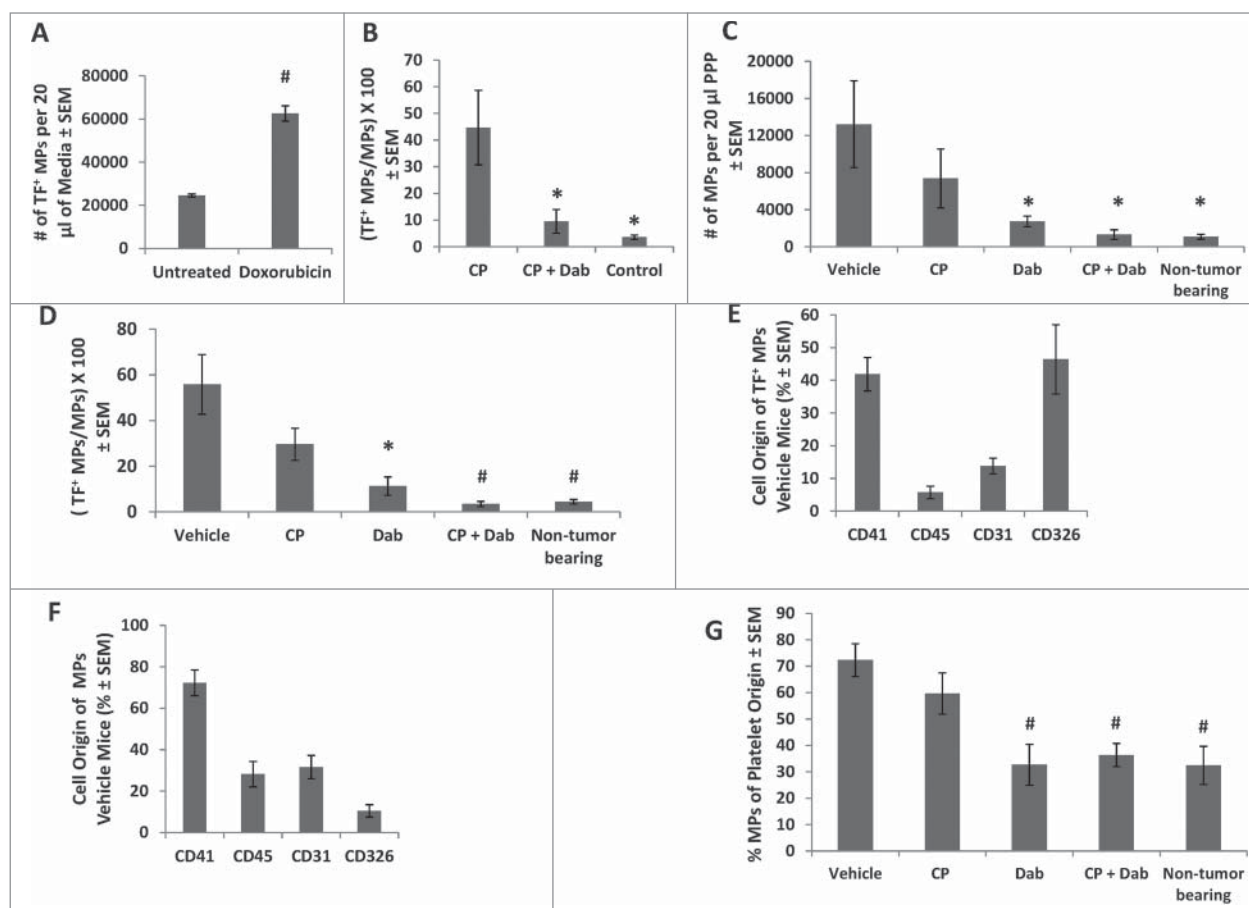 A
# of TF⁺ MPs per 20
µl of Media ± SEM
80000
60000
40000
20000
0
#
Untreated Doxorubicin
B
(TF⁺ MPs/MPs) X 100
± SEM
45
70
60
50
40
30
20
10
0
*
*
CP
CP + Dab
Control
C
# of MPs per 20 µl PPP
± SEM
20000
16000
12000
8000
4000
0
*
*
*
Vehicle
CP
Dab
CP + Dab
Non-tumor
bearing
D
( TF⁺ MPs/MPs) X 100
± SEM
80
60
40
20
0
*
#
#
Vehicle
CP
Dab
CP + Dab
Non-tumor
bearing
E
Cell Origin of TF⁺ MPs
Vehicle Mice (% ± SEM)
60
50
40
30
20
10
0
CD41
CD45
CD31
CD326
F
Cell Origin of MPs
Vehicle Mice (% ± SEM)
100
80
60
40
20
0
CD41
CD45
CD31
CD326
G
% MPs of Platelet Origin ± SEM
90
80
70
60
50
40
30
20
10
0
#
#
#
Vehicle
CP
Dab
CP + Dab
Non-tumor
bearing